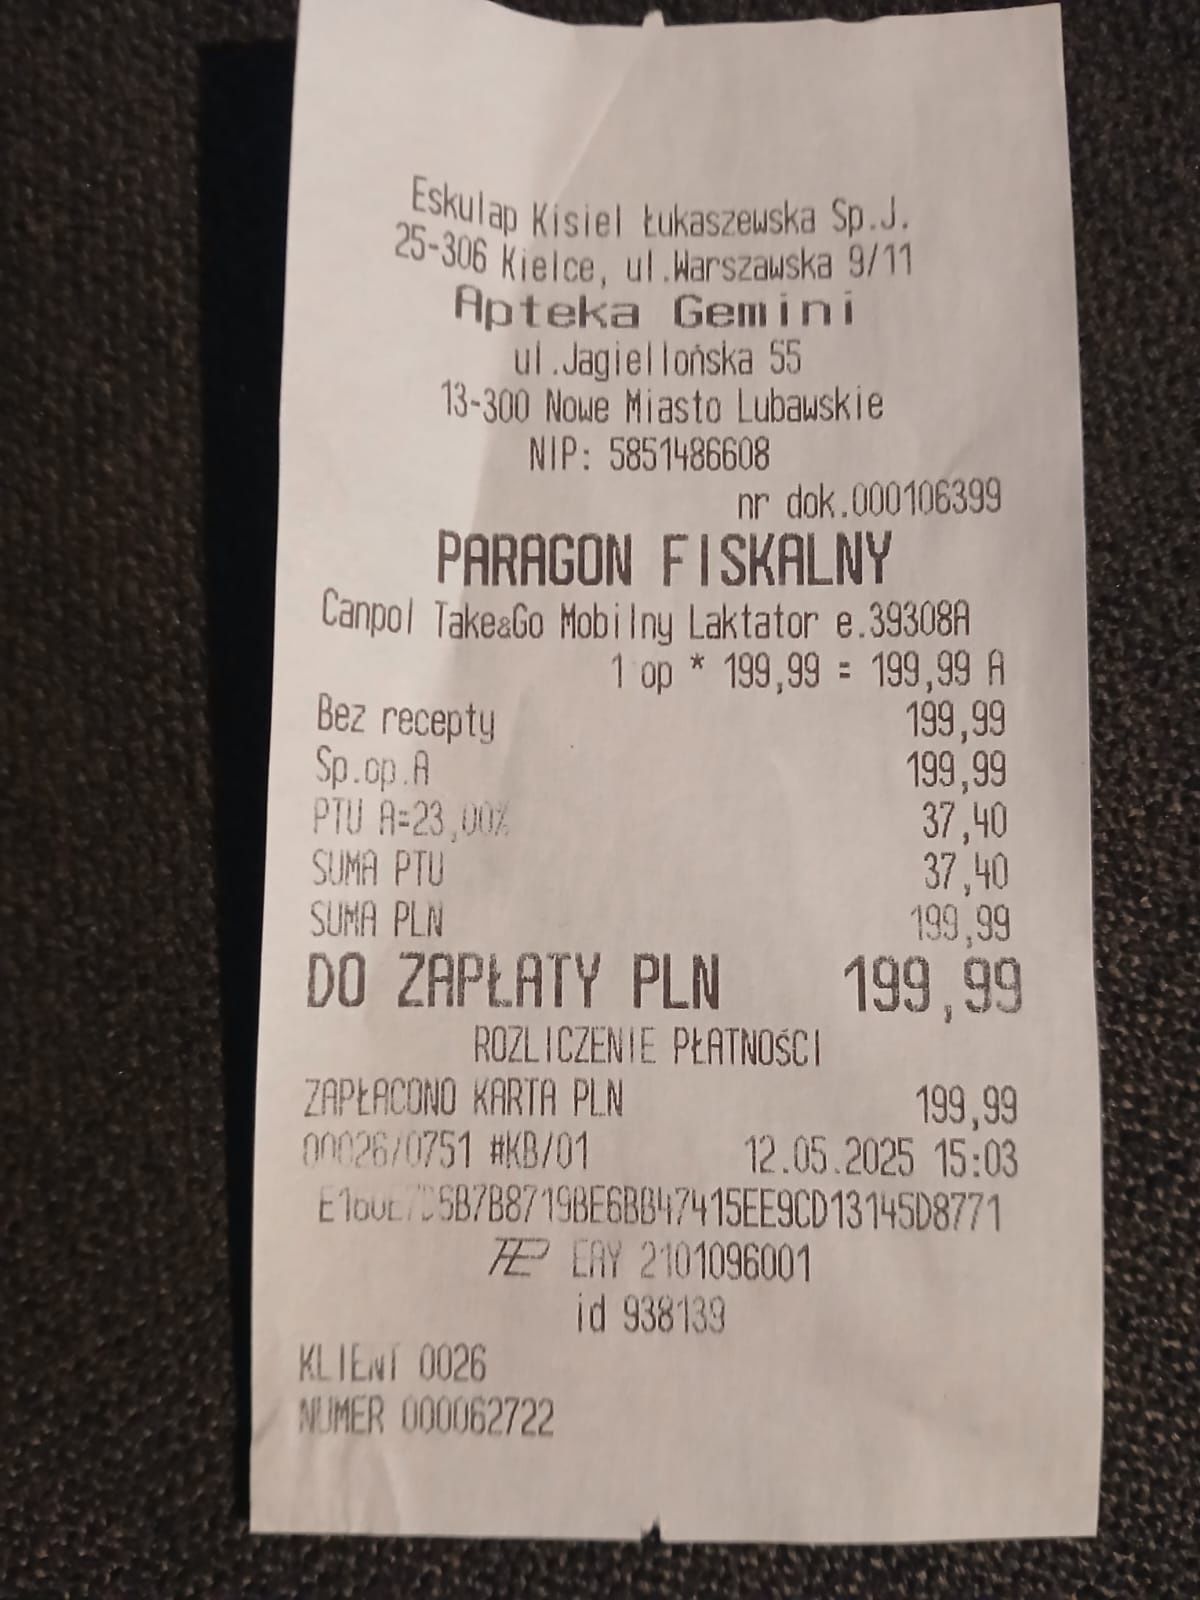 Eskulap Kisiel Łukaszewska Sp.J.
25-306 Kielce, ul.Warszawska 9/11
Apteka Gemini
ul.Jagiellońska 55
13-300 Nowe Miasto Lubawskie
NIP: 5851486608
nr dok.000106399
PARAGON FISKALNY
Canpol Take&Go Mobilny Laktator e.39308A
1 op * 199,99 = 199,99 A
Bez recepty 199,99
Sp.op.A 199,99
PTU A=23,00% 37,40
SUMA PTU 37,40
SUMA PLN 199,99
DO ZAPŁATY PLN 199,99
ROZLICZENIE PŁATNOŚCI
ZAPŁACONO KARTA PLN 199,99
00026/0751 #KB/01 12.05.2025 15:03
EAY 2101096001
id 938139
KLIENT 0026
NUMER 000062722